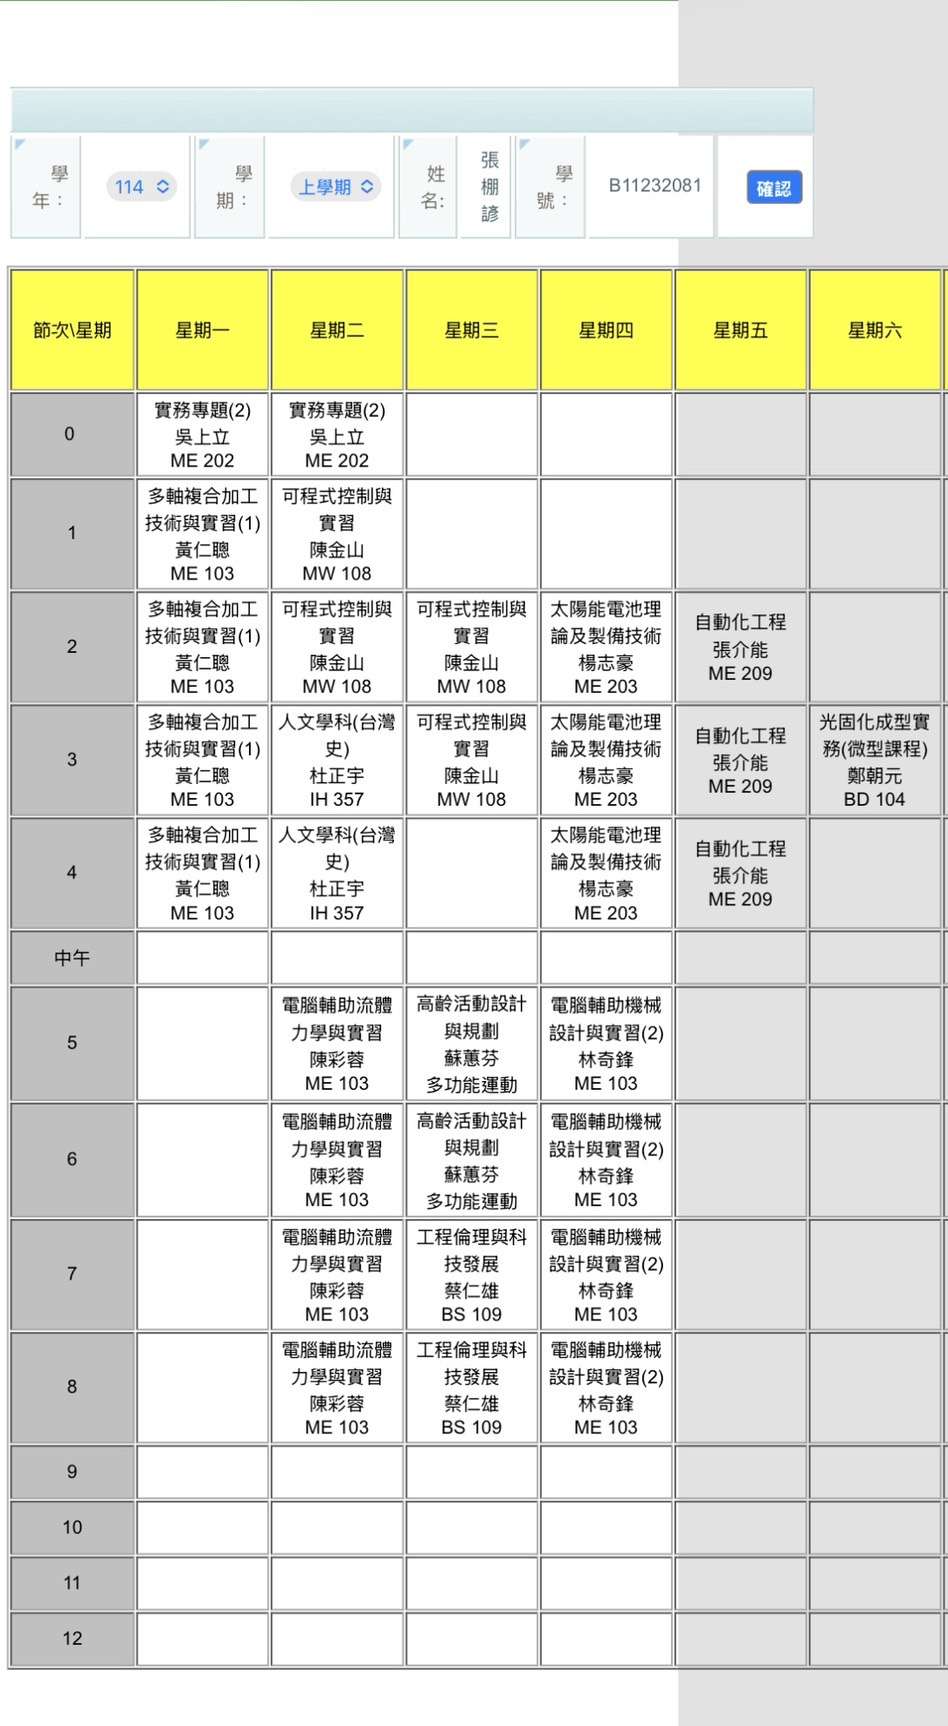 學年：
114
學期：
上學期
姓名:
張棚諺
學號：
B11232081
確認
節次\星期
星期一
星期二
星期三
星期四
星期五
星期六
0
實務專題(2)
吳上立
ME 202
實務專題(2)
吳上立
ME 202
1
多軸複合加工
技術與實習(1)
黃仁聰
ME 103
可程式控制與
實習
陳金山
MW 108
2
多軸複合加工
技術與實習(1)
黃仁聰
ME 103
可程式控制與
實習
陳金山
MW 108
可程式控制與
實習
陳金山
MW 108
太陽能電池理
論及製備技術
楊志豪
ME 203
自動化工程
張介能
ME 209
3
多軸複合加工
技術與實習(1)
黃仁聰
ME 103
人文學科(台灣
史)
杜正宇
IH 357
可程式控制與
實習
陳金山
MW 108
太陽能電池理
論及製備技術
楊志豪
ME 203
自動化工程
張介能
ME 209
光固化成型實
務(微型課程)
鄭朝元
BD 104
4
多軸複合加工
技術與實習(1)
黃仁聰
ME 103
人文學科(台灣
史)
杜正宇
IH 357
太陽能電池理
論及製備技術
楊志豪
ME 203
自動化工程
張介能
ME 209
中午
5
電腦輔助流體
力學與實習
陳彩蓉
ME 103
高齡活動設計
與規劃
蘇蕙芬
多功能運動
電腦輔助機械
設計與實習(2)
林奇鋒
ME 103
6
電腦輔助流體
力學與實習
陳彩蓉
ME 103
高齡活動設計
與規劃
蘇蕙芬
多功能運動
電腦輔助機械
設計與實習(2)
林奇鋒
ME 103
7
電腦輔助流體
力學與實習
陳彩蓉
ME 103
工程倫理與科
技發展
蔡仁雄
BS 109
電腦輔助機械
設計與實習(2)
林奇鋒
ME 103
8
電腦輔助流體
力學與實習
陳彩蓉
ME 103
工程倫理與科
技發展
蔡仁雄
BS 109
電腦輔助機械
設計與實習(2)
林奇鋒
ME 103
9
10
11
12